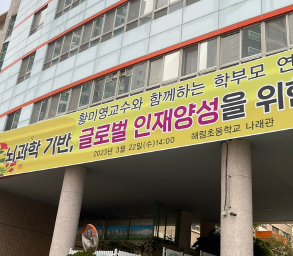 황미영교수와 함께하는 학부모 연
뇌과학 기반, 글로벌 인재양성을 위한
2023년 3월 22일(수)14:00
해림초등학교 나래관